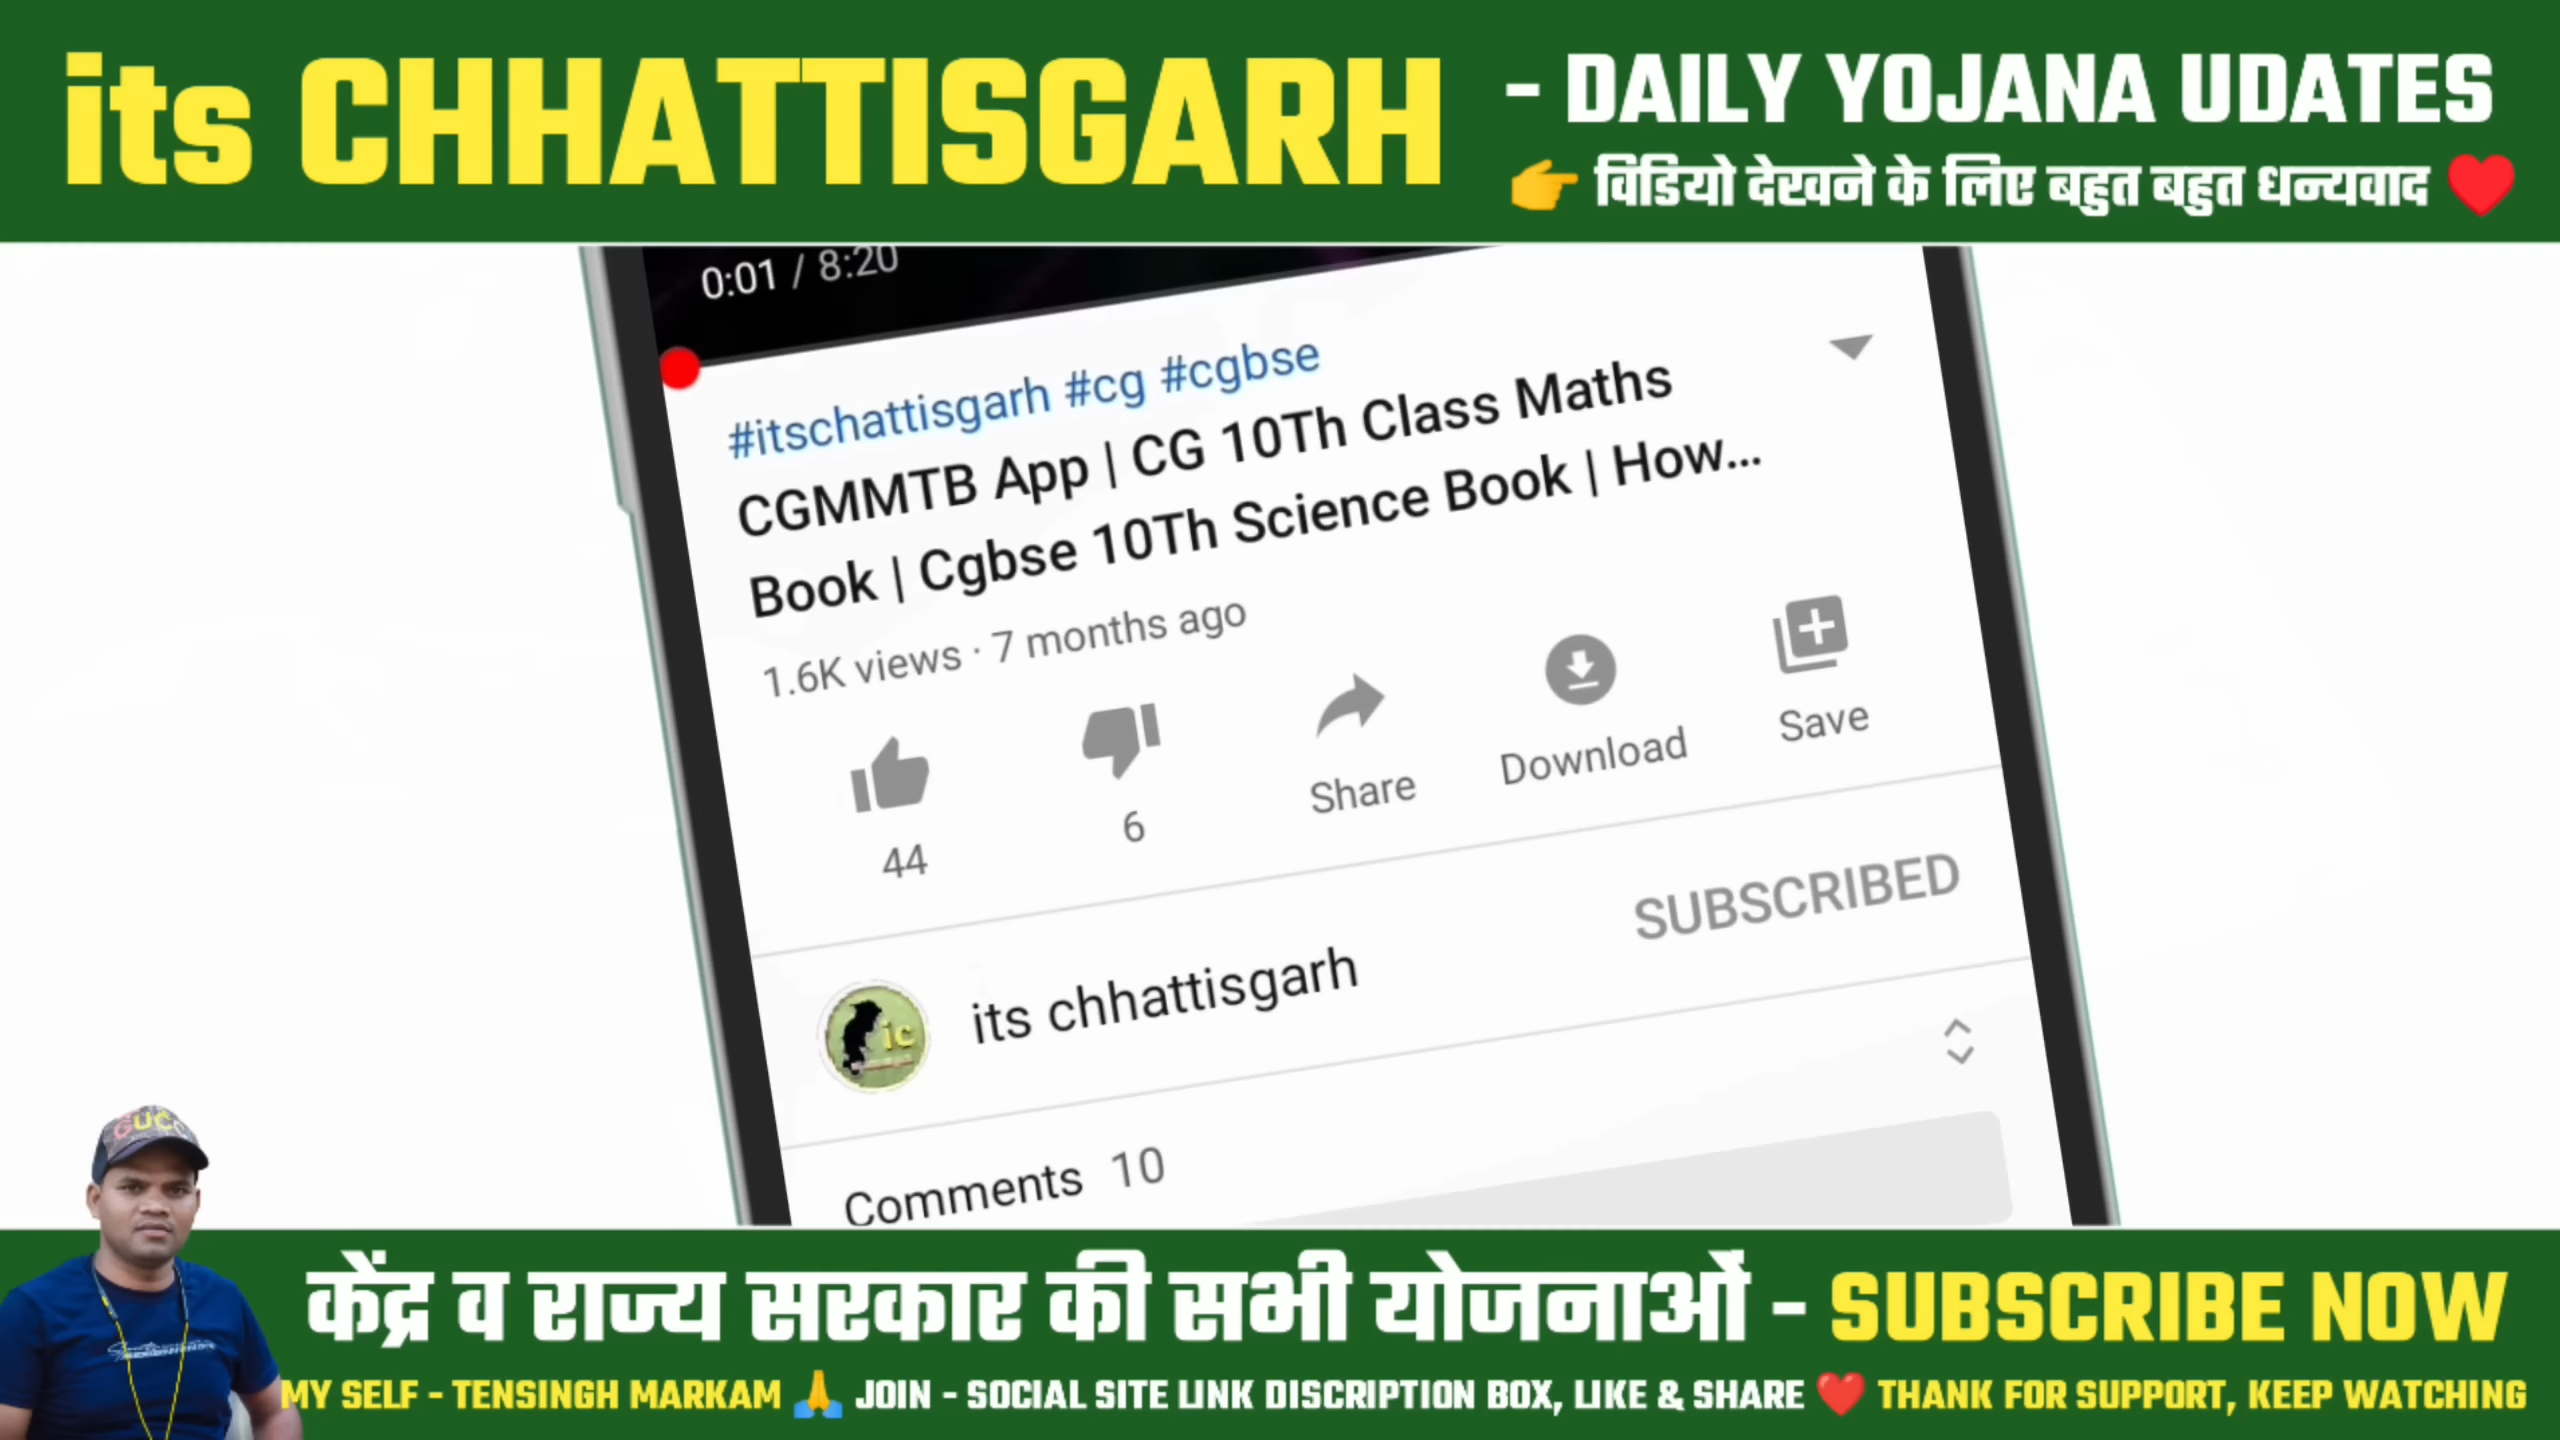 its CHHATTISGARH
- DAILY YOJANA UDATES
👉 विडियो देखने के लिए बहुत बहुत धन्यवाद ❤️
0:01 / 8:20
#itschattisgarh #cg #cgbse
CGMMTB App | CG 10Th Class Maths
Book | Cgbse 10Th Science Book | How...
1.6K views · 7 months ago
44
6
Share
Download
Save
its chhattisgarh
SUBSCRIBED
ic
Comments 10
GUCC
केंद्र व राज्य सरकार की सभी योजनाओं - SUBSCRIBE NOW
MY SELF - TENSINGH MARKAM 🙏 JOIN - SOCIAL SITE LINK DISCRIPTION BOX, LIKE & SHARE ❤️ THANK FOR SUPPORT, KEEP WATCHING